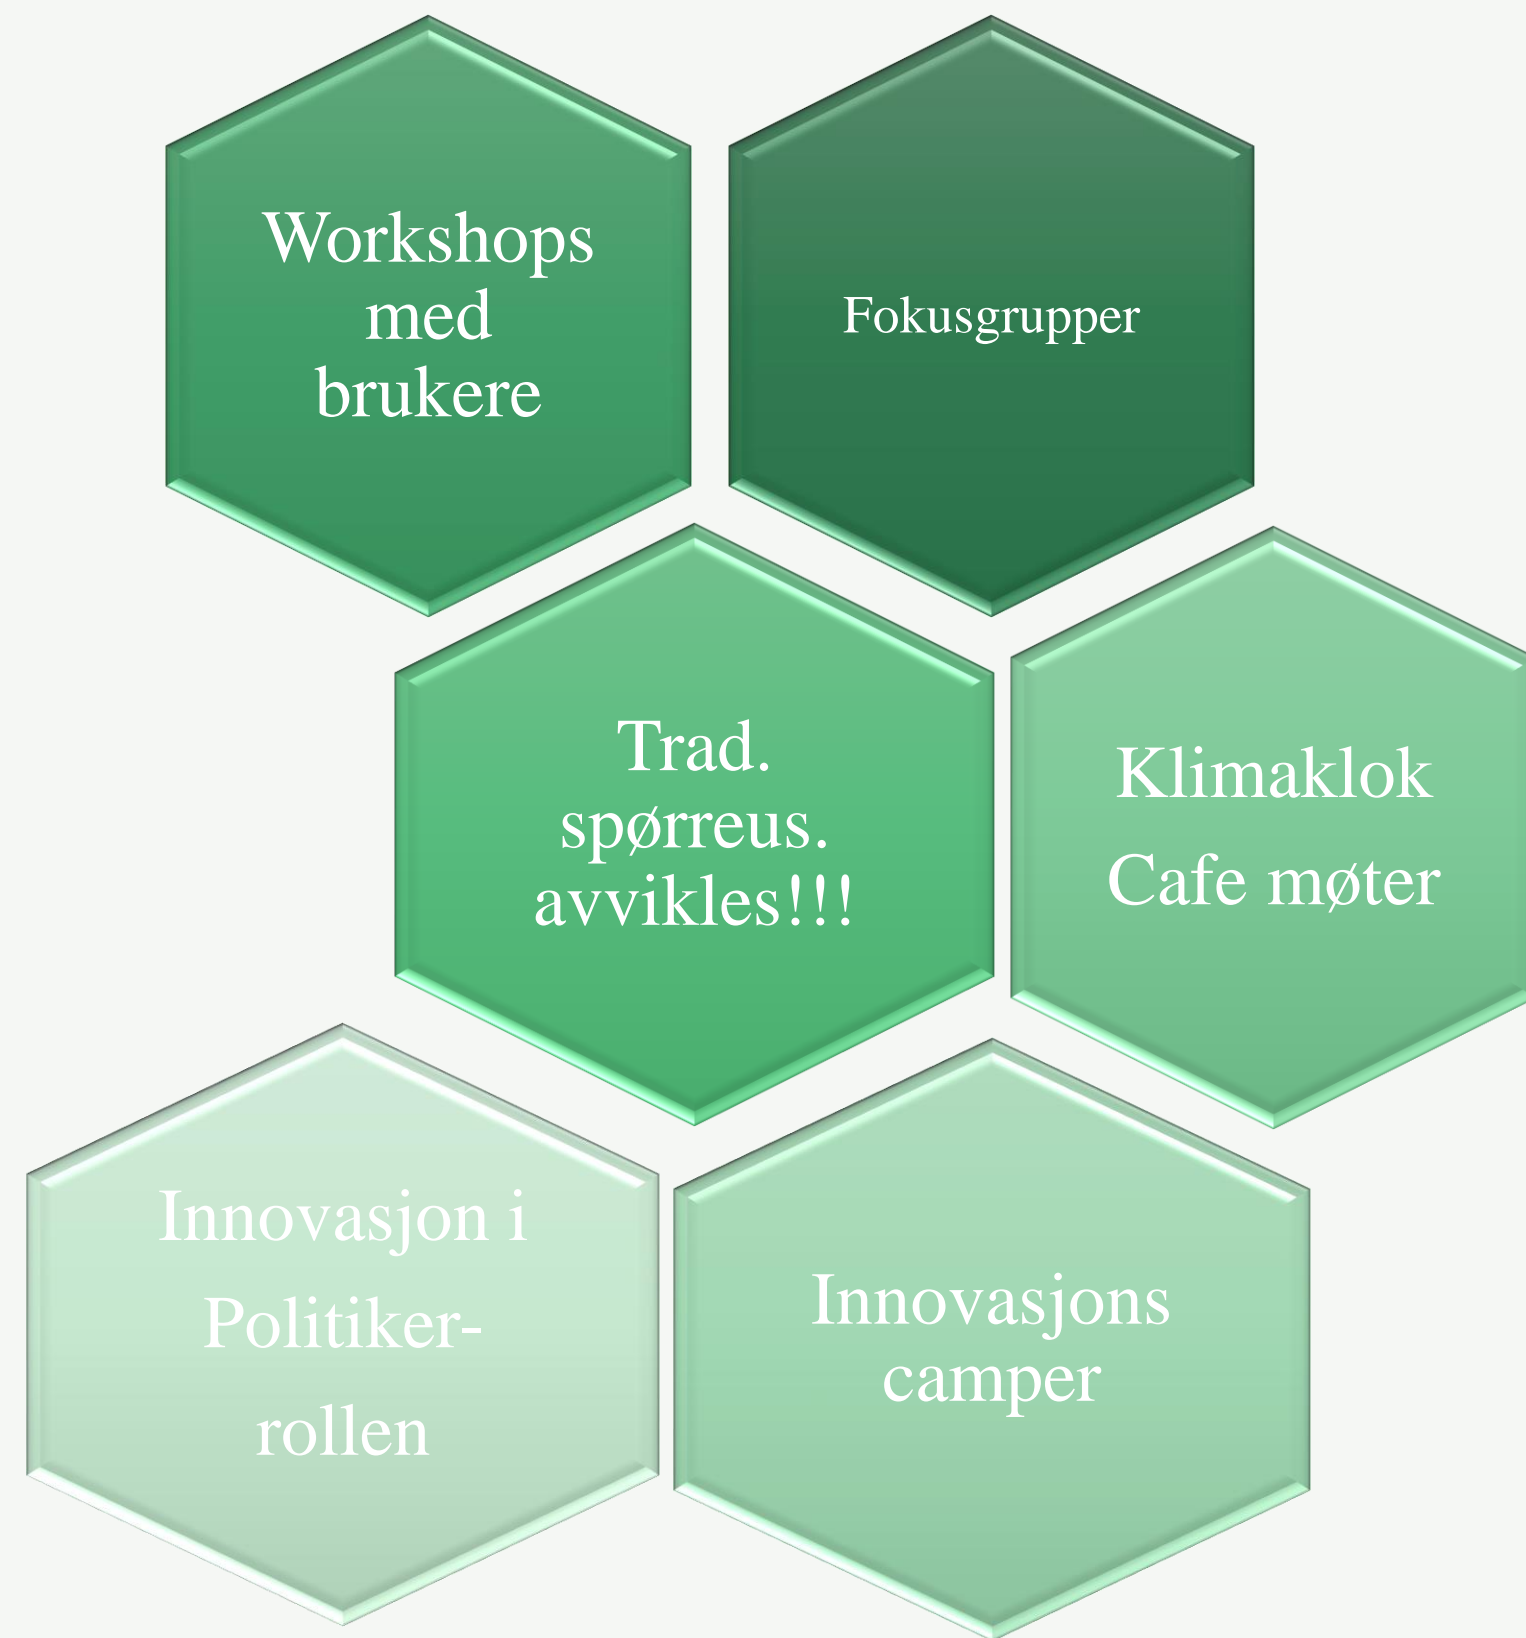 Workshops
med
brukere
Fokusgrupper
Trad.
spørreus.
avvikles!!!
Klimaklok
Cafe møter
Innovasjon i
Politiker-
rollen
Innovasjons
camper